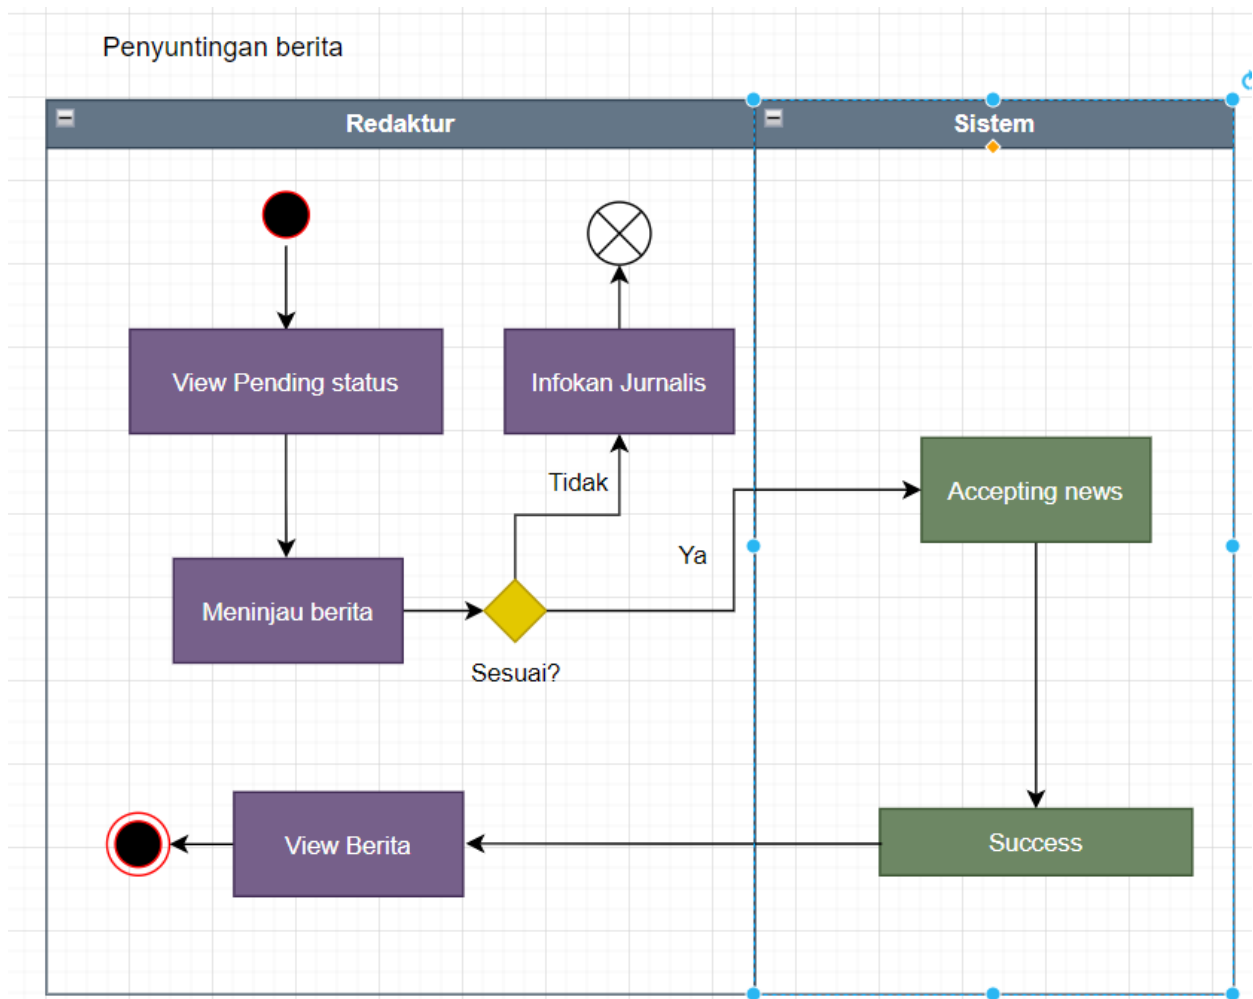 Penyuntingan berita
Redaktur
Sistem
View Pending status
Infokan Jurnalis
Tidak
Accepting news
Ya
Meninjau berita
Sesuai?
View Berita
Success